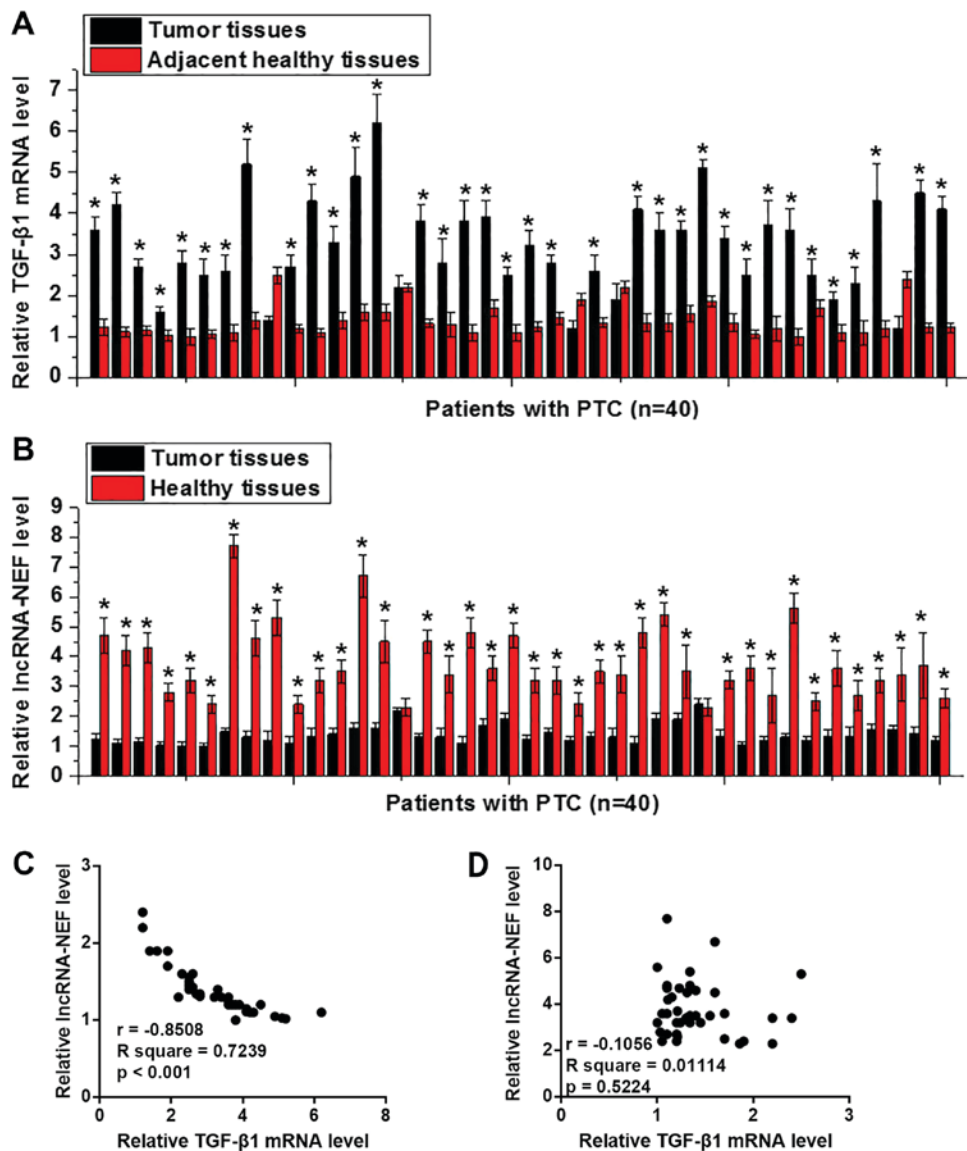 A
Tumor tissues
Adjacent healthy tissues
Relative TGF-β1 mRNA level
7
6
5
4
3
2
1
0
* * * * * * * * * * * * * * * * * * * * * * * * * * * * * * * * * * *
Patients with PTC (n=40)
B
Tumor tissues
Healthy tissues
Relative lncRNA-NEF level
9
8
7
6
5
4
3
2
1
0
* * * * * * * * * * * * * * * * * * * * * * * * * * * * * * * * * * * * * *
Patients with PTC (n=40)
C
Relative lncRNA-NEF level
3
2
1
0
r = -0.8508
R square = 0.7239
p < 0.001
0 2 4 6 8
Relative TGF-β1 mRNA level
D
Relative lncRNA-NEF level
10
8
6
4
2
0
r = -0.1056
R square = 0.01114
p = 0.5224
0 1 2 3
Relative TGF-β1 mRNA level